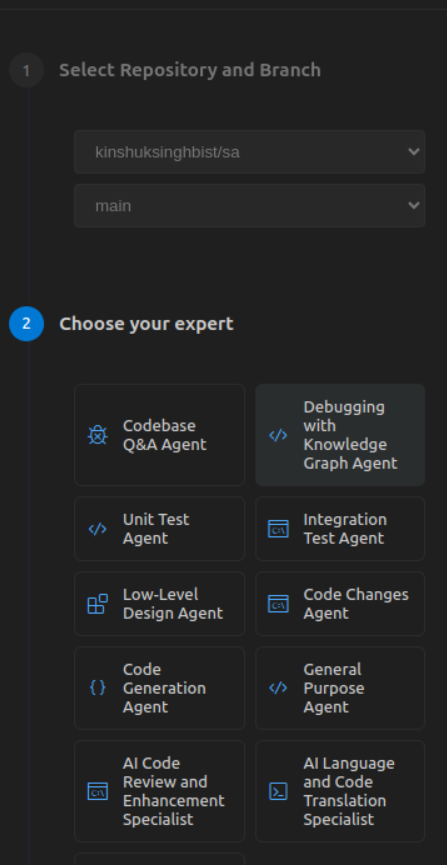 1
Select Repository and Branch
kinshuksinghbist/sa
main
2
Choose your expert
Codebase
Q&A Agent
Debugging
with
Knowledge
Graph Agent
Unit Test
Agent
Integration
Test Agent
Low-Level
Design Agent
Code Changes
Agent
Code
Generation
Agent
General
Purpose
Agent
AI Code
Review and
Enhancement
Specialist
AI Language
and Code
Translation
Specialist